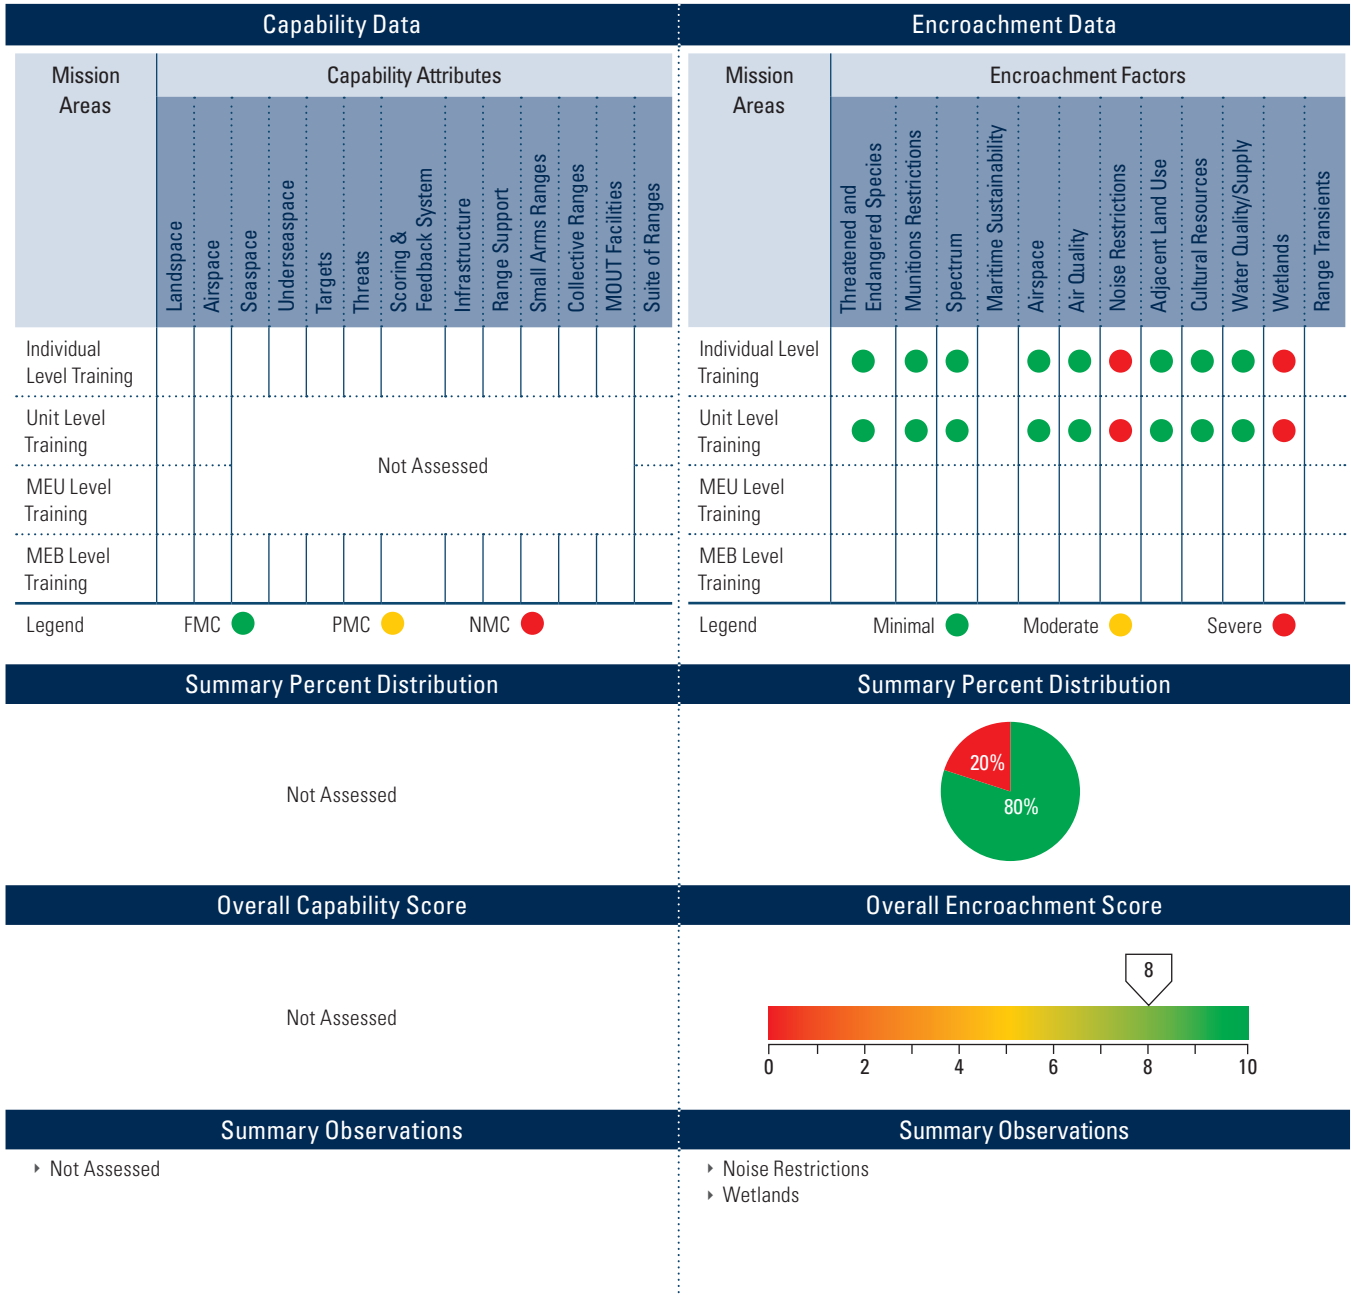 Capability Data
Mission
Areas
Capability Attributes
Landspace
Airspace
Seaspace
Underseaspace
Targets
Threats
Scoring &
Feedback System
Infrastructure
Range Support
Small Arms Ranges
Collective Ranges
MOUT Facilities
Suite of Ranges
Individual
Level Training
Unit Level
Training
Not Assessed
MEU Level
Training
MEB Level
Training
Legend
FMC
PMC
NMC
Encroachment Data
Mission
Areas
Encroachment Factors
Threatened and
Endangered Species
Munitions Restrictions
Spectrum
Maritime Sustainability
Airspace
Air Quality
Noise Restrictions
Adjacent Land Use
Cultural Resources
Water Quality/Supply
Wetlands
Range Transients
Individual Level
Training
Unit Level
Training
MEU Level
Training
MEB Level
Training
Legend
Minimal
Moderate
Severe
Summary Percent Distribution
Not Assessed
Summary Percent Distribution
20%
80%
Overall Capability Score
Not Assessed
Overall Encroachment Score
8
0 2 4 6 8 10
Summary Observations
Not Assessed
Summary Observations
Noise Restrictions
Wetlands